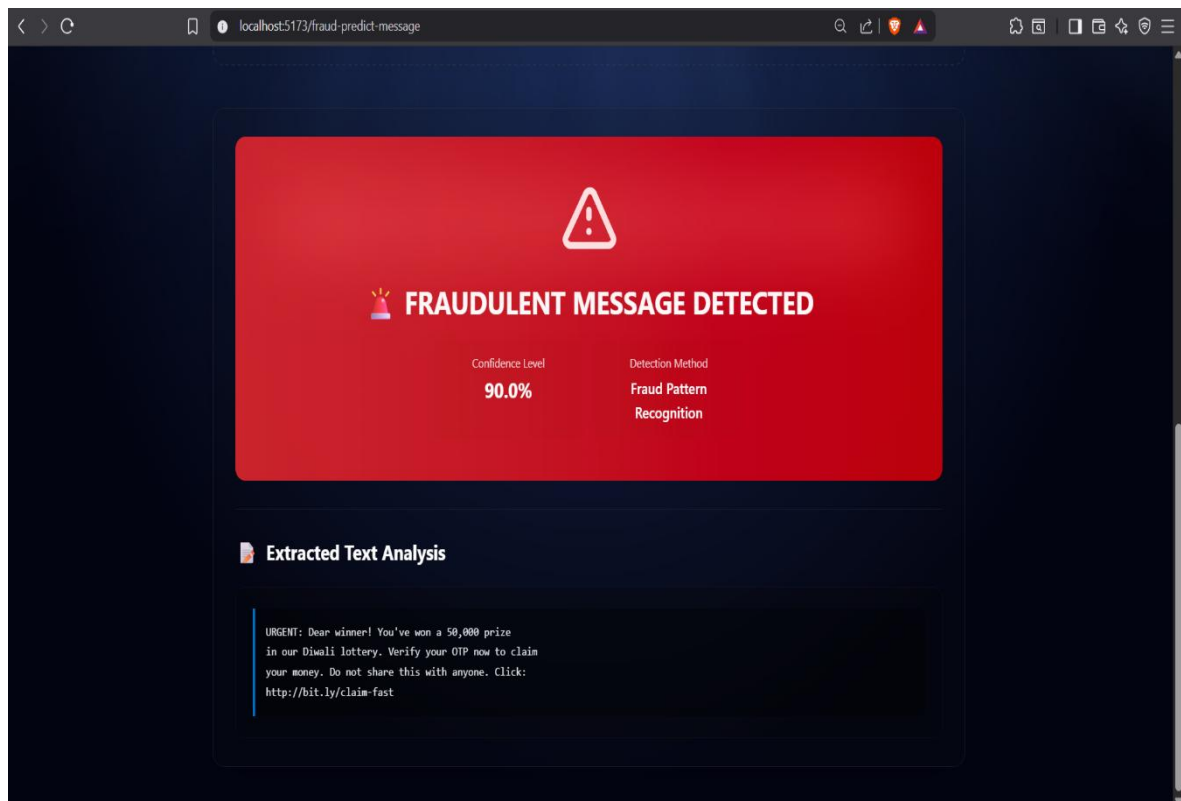 localhost:5173/fraud-predict-message
FRAUDULENT MESSAGE DETECTED
Confidence Level
90.0%
Detection Method
Fraud Pattern
Recognition
Extracted Text Analysis
URGENT: Dear winner! You've won a 50,000 prize
in our Diwali lottery. Verify your OTP now to claim
your money. Do not share this with anyone. Click:
http://bit.ly/claim-fast